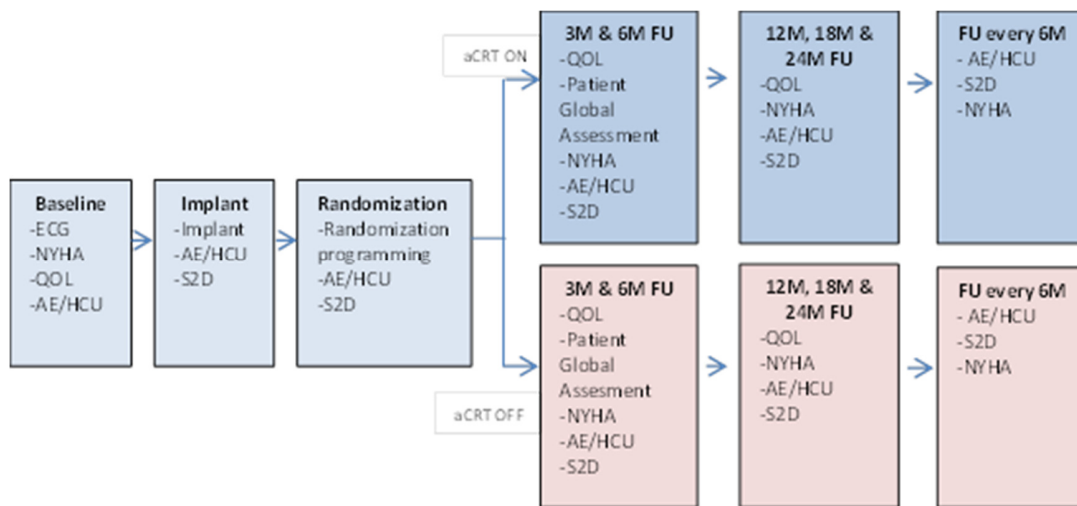 Baseline
-ECG
-NYHA
-QOL
-AE/HCU
Implant
-Implant
-AE/HCU
-S2D
Randomization
-Randomization
programming
-AE/HCU
-S2D
aCRT ON
3M & 6M FU
-QOL
-Patient
Global
Assessment
-NYHA
-AE/HCU
-S2D
12M, 18M &
24M FU
-QOL
-NYHA
-AE/HCU
-S2D
FU every 6M
- AE/HCU
-S2D
-NYHA
aCRT OFF
3M & 6M FU
-QOL
-Patient
Global
Assesment
-NYHA
-AE/HCU
-S2D
12M, 18M &
24M FU
-QOL
-NYHA
-AE/HCU
-S2D
FU every 6M
- AE/HCU
-S2D
-NYHA